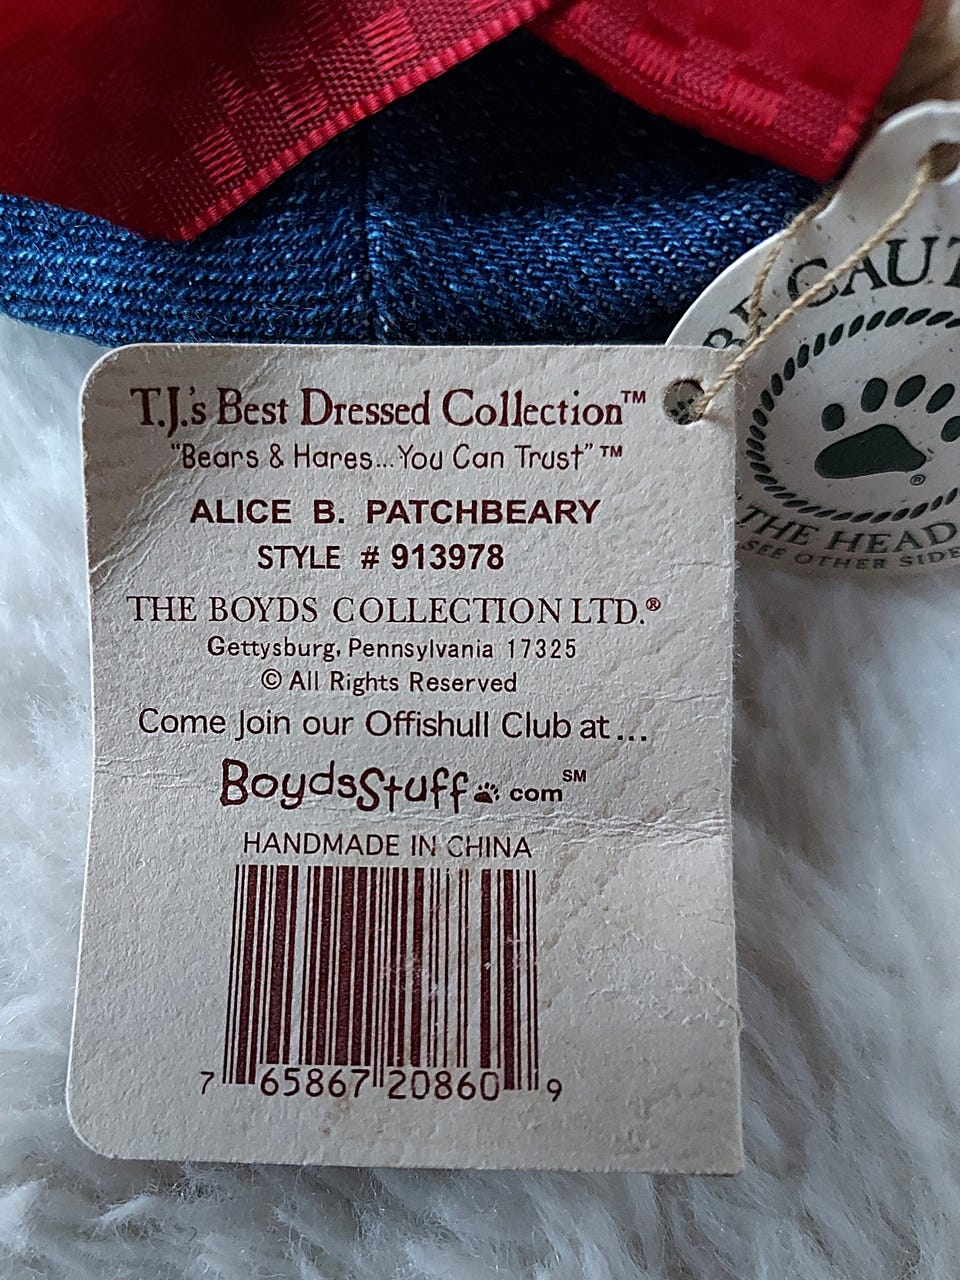 T.J.'s Best Dressed Collection™
"Bears & Hares...You Can Trust"™
ALICE B. PATCHBEARY
STYLE # 913978
THE BOYDS COLLECTION LTD.®
Gettysburg, Pennsylvania 17325
© All Rights Reserved
Come Join our Offishull Club at...
BoydsStuff.com℠
HANDMADE IN CHINA
7 65867 20860 9
THE HEAD
SEE OTHER SIDE
®